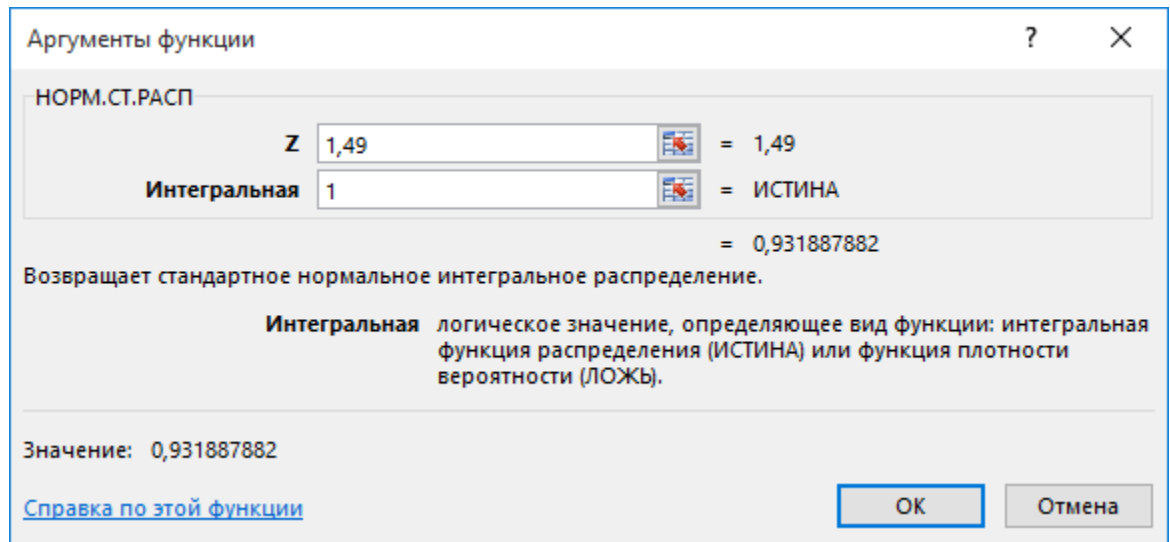 Аргументы функции ? ×
НОРМ.СТ.РАСП
Z 1,49 = 1,49
Интегральная 1 = ИСТИНА
= 0,931887882
Возвращает стандартное нормальное интегральное распределение.
Интегральная логическое значение, определяющее вид функции: интегральная
функция распределения (ИСТИНА) или функция плотности
вероятности (ЛОЖЬ).
Значение: 0,931887882
Справка по этой функции ОК Отмена